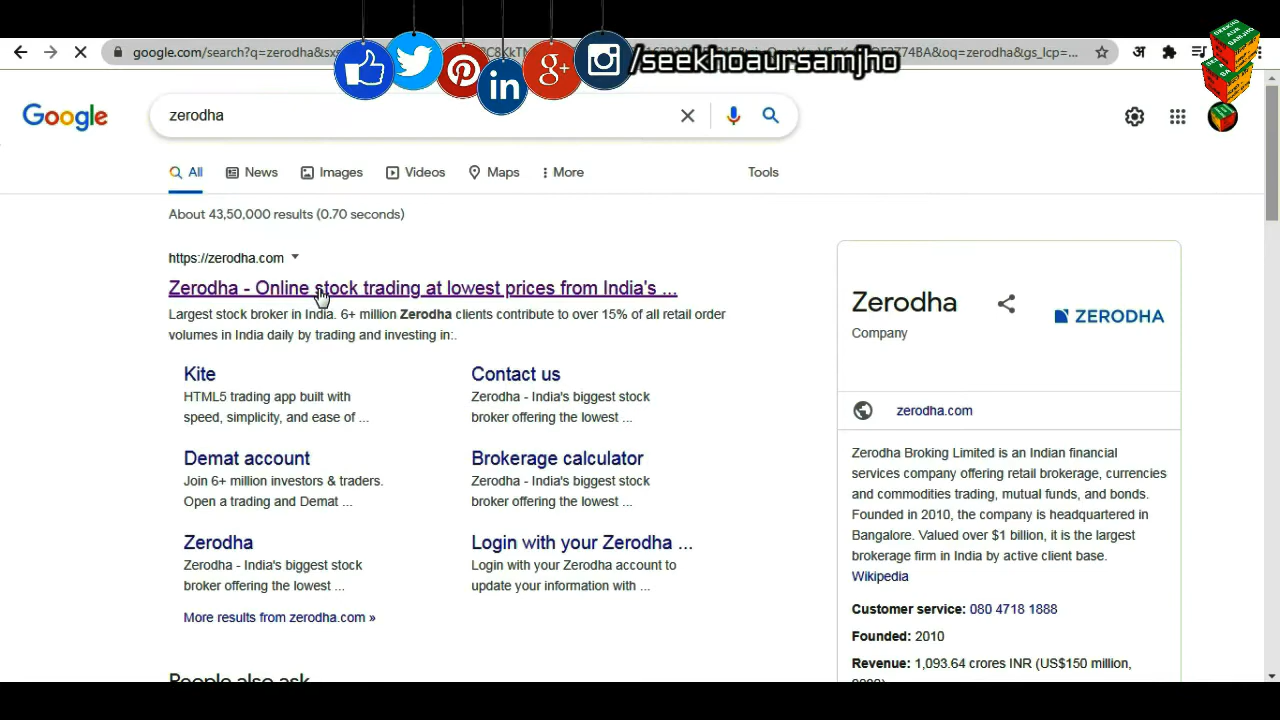 /seekhoaursamjho
google.com/search?q=zerodha&sx
Google
zerodha
All
News
Images
Videos
Maps
More
Tools
About 43,50,000 results (0.70 seconds)
https://zerodha.com
Zerodha - Online stock trading at lowest prices from India's ...
Largest stock broker in India. 6+ million Zerodha clients contribute to over 15% of all retail order
volumes in India daily by trading and investing in:.
Kite
HTML5 trading app built with
speed, simplicity, and ease of ...
Contact us
Zerodha - India's biggest stock
broker offering the lowest ...
Demat account
Join 6+ million investors & traders.
Open a trading and Demat ...
Brokerage calculator
Zerodha - India's biggest stock
broker offering the lowest ...
Zerodha
Zerodha - India's biggest stock
broker offering the lowest ...
Login with your Zerodha ...
Login with your Zerodha account to
update your information with ...
More results from zerodha.com »
People also ask
Zerodha
Company
ZERODHA
zerodha.com
Zerodha Broking Limited is an Indian financial
services company offering retail brokerage, currencies
and commodities trading, mutual funds, and bonds.
Founded in 2010, the company is headquartered in
Bangalore. Valued over $1 billion, it is the largest
brokerage firm in India by active client base.
Wikipedia
Customer service: 080 4718 1888
Founded: 2010
Revenue: 1,093.64 crores INR (US$150 million,